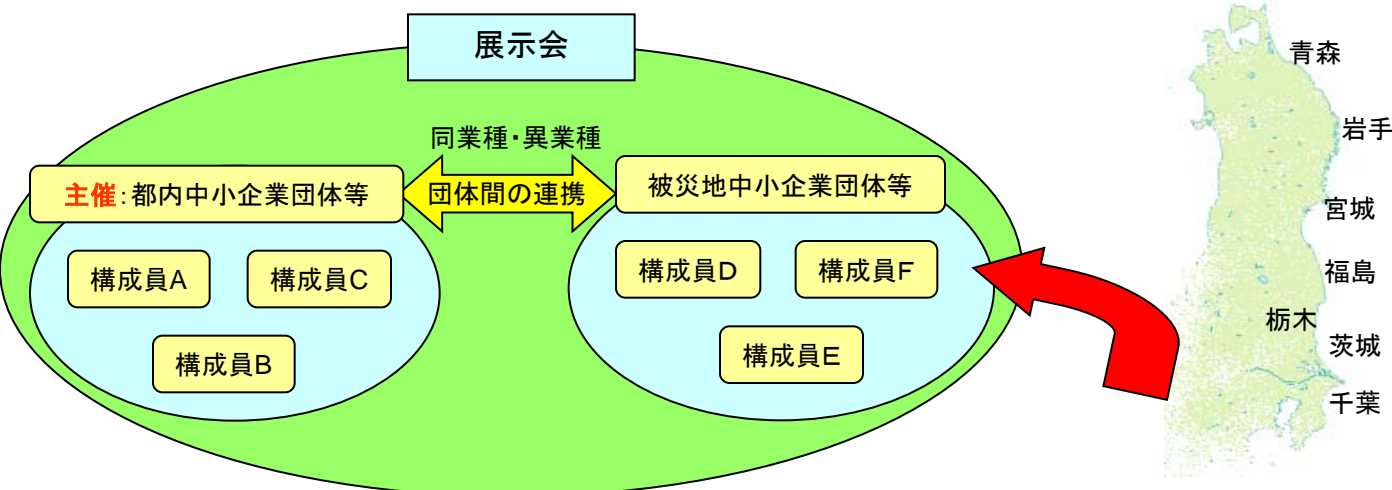 展示会
同業種・異業種
団体間の連携
主催：都内中小企業団体等
構成員A
構成員C
構成員B
被災地中小企業団体等
構成員D
構成員F
構成員E
青森
岩手
宮城
福島
栃木
茨城
千葉